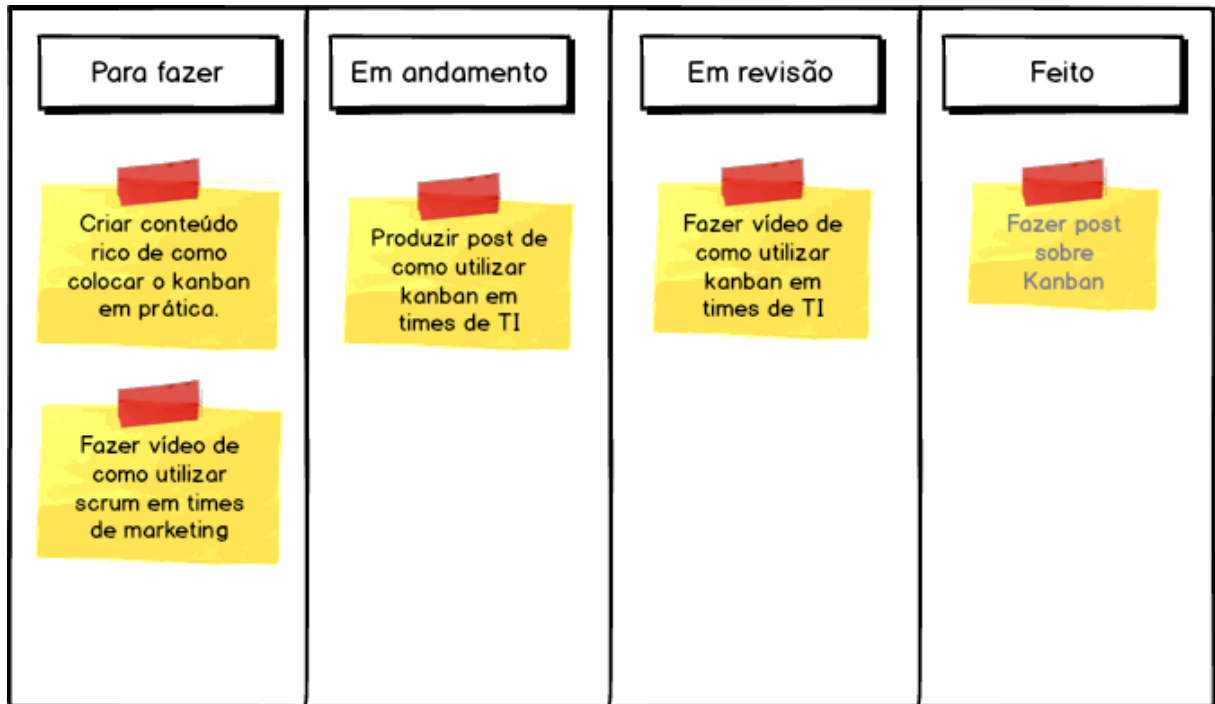 Para fazer
Criar conteúdo
rico de como
colocar o kanban
em prática.
Fazer vídeo de
como utilizar
scrum em times
de marketing
Em andamento
Produzir post de
como utilizar
kanban em
times de TI
Em revisão
Fazer vídeo de
como utilizar
kanban em
times de TI
Feito
Fazer post
sobre
Kanban